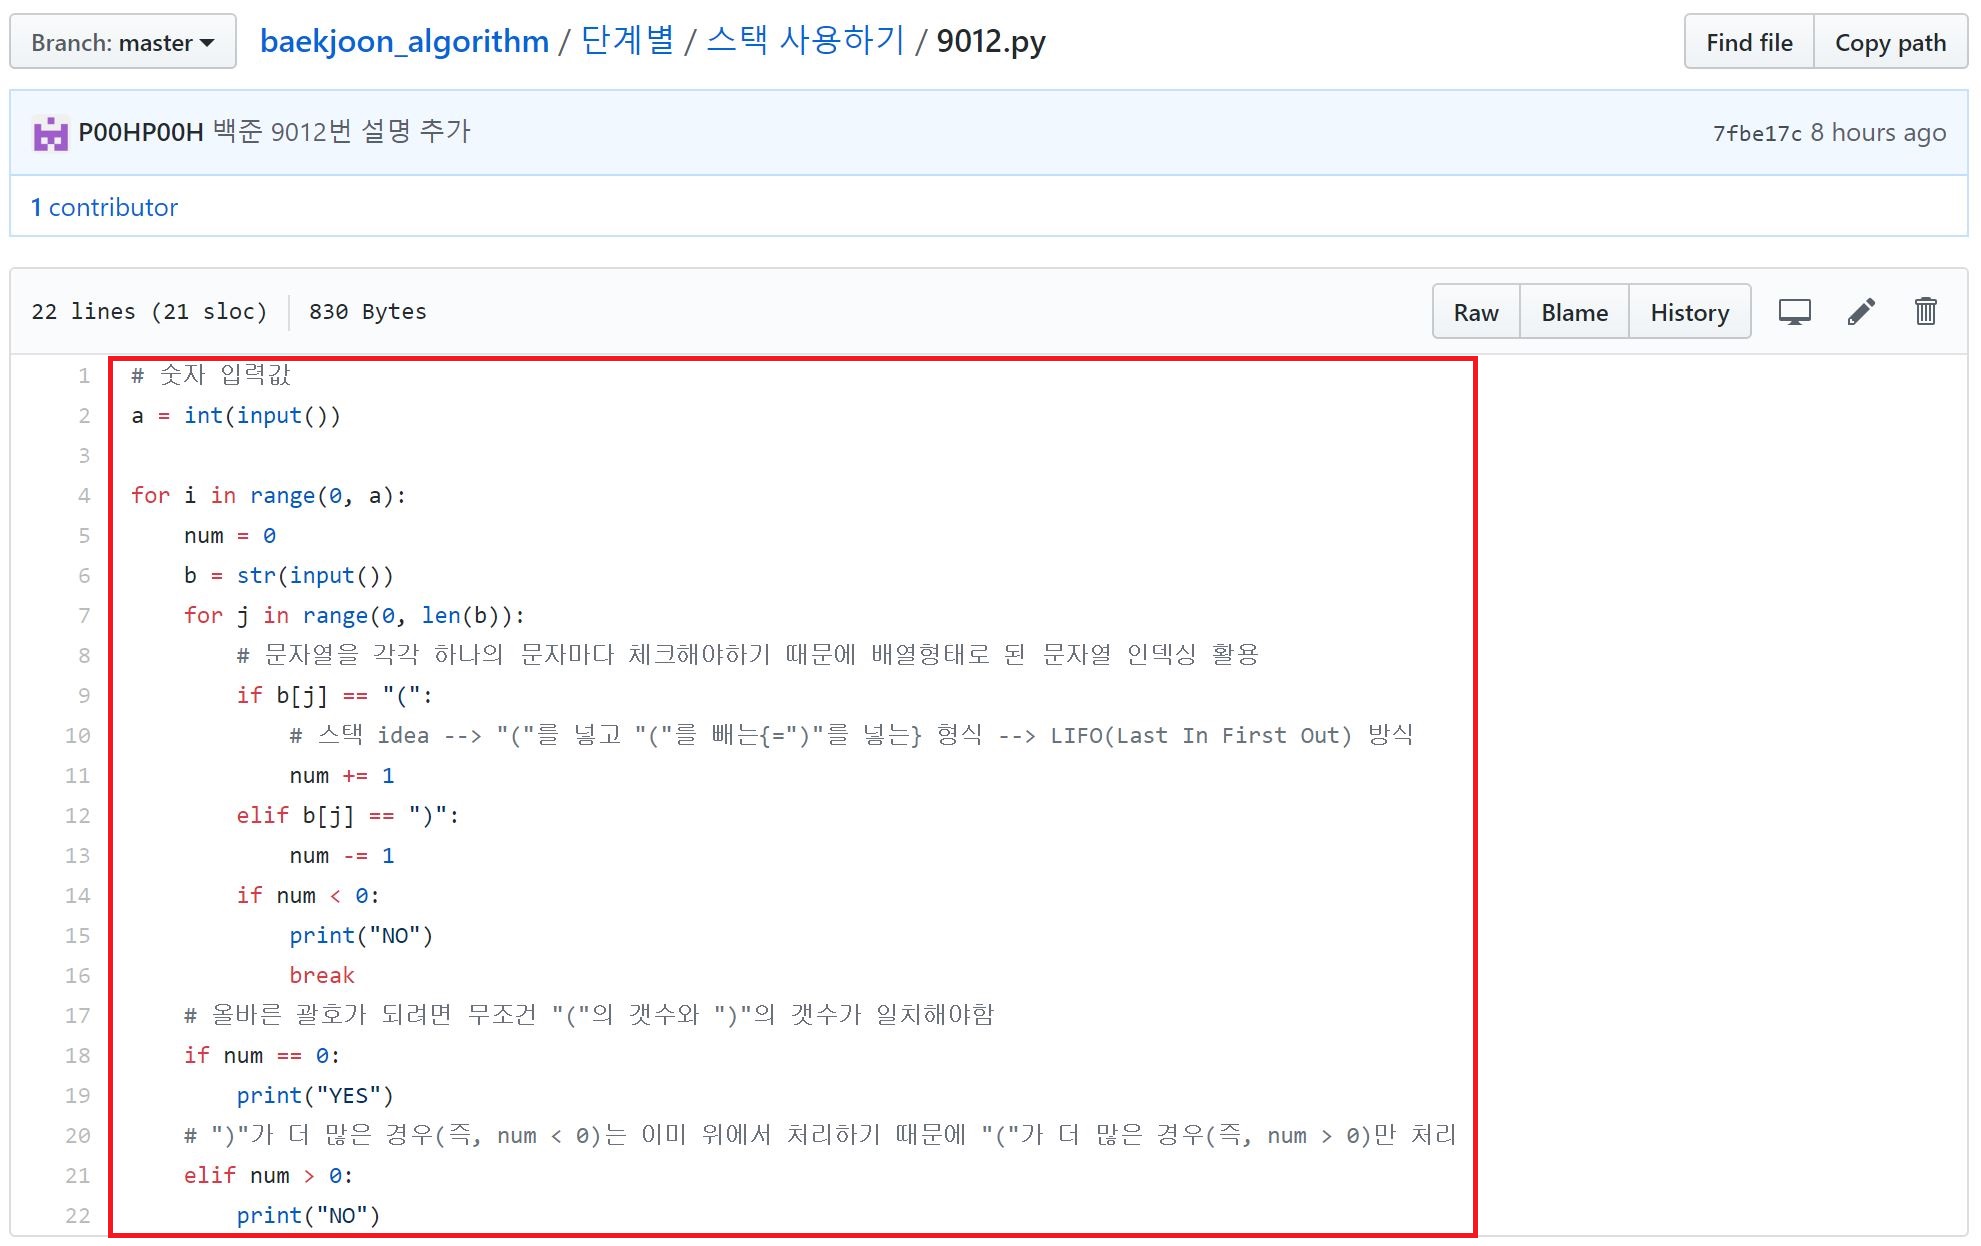 Branch: master baekjoon_algorithm / 단계별 / 스택 사용하기 / 9012.py Find file Copy path
P00HP00H 백준 9012번 설명 추가 7fbe17c 8 hours ago
1 contributor
22 lines (21 sloc) 830 Bytes Raw Blame History
1 # 숫자 입력값
2 a = int(input())
3
4 for i in range(0, a):
5     num = 0
6     b = str(input())
7     for j in range(0, len(b)):
8         # 문자열을 각각 하나의 문자마다 체크해야하기 때문에 배열형태로 된 문자열 인덱싱 활용
9         if b[j] == "(":
10             # 스택 idea --> "("를 넣고 "("를 빼는{=")"를 넣는} 형식 --> LIFO(Last In First Out) 방식
11             num += 1
12         elif b[j] == ")":
13             num -= 1
14         if num < 0:
15             print("NO")
16             break
17     # 올바른 괄호가 되려면 무조건 "("의 갯수와 ")"의 갯수가 일치해야함
18     if num == 0:
19         print("YES")
20     # ")"가 더 많은 경우(즉, num < 0)는 이미 위에서 처리하기 때문에 "("가 더 많은 경우(즉, num > 0)만 처리
21     elif num > 0:
22         print("NO")